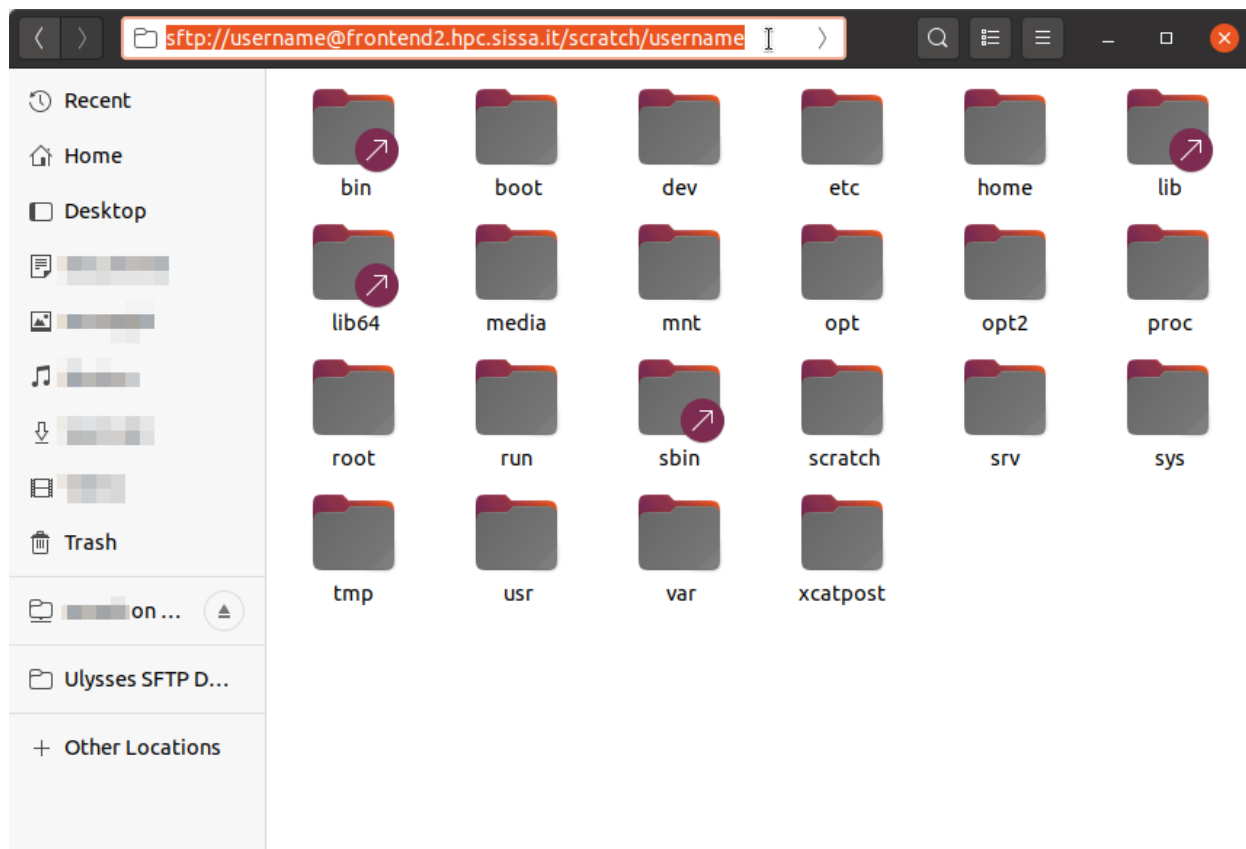 sftp://username@frontend2.hpc.sissa.it/scratch/username
Recent
Home
Desktop
Trash
on ...
Ulysses SFTP D...
+ Other Locations
bin boot dev etc home lib
lib64 media mnt opt opt2 proc
root run sbin scratch srv sys
tmp usr var xcatpost